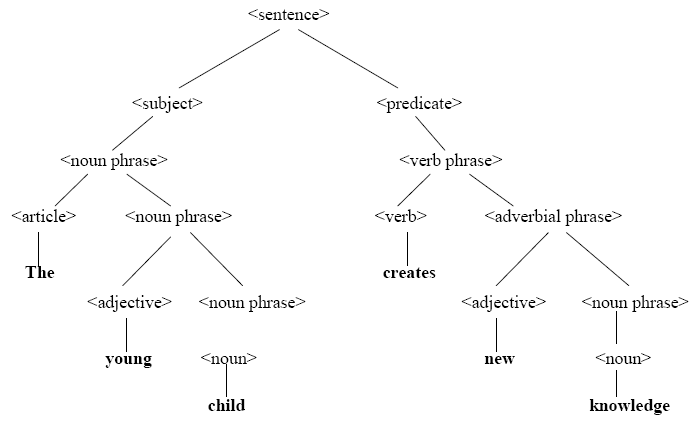 <sentence>
<subject> <predicate>
<noun phrase> <verb phrase>
<article> <noun phrase> <verb> <adverbial phrase>
The creates
<adjective> <noun phrase> <adjective> <noun phrase>
young <noun> new <noun>
child knowledge